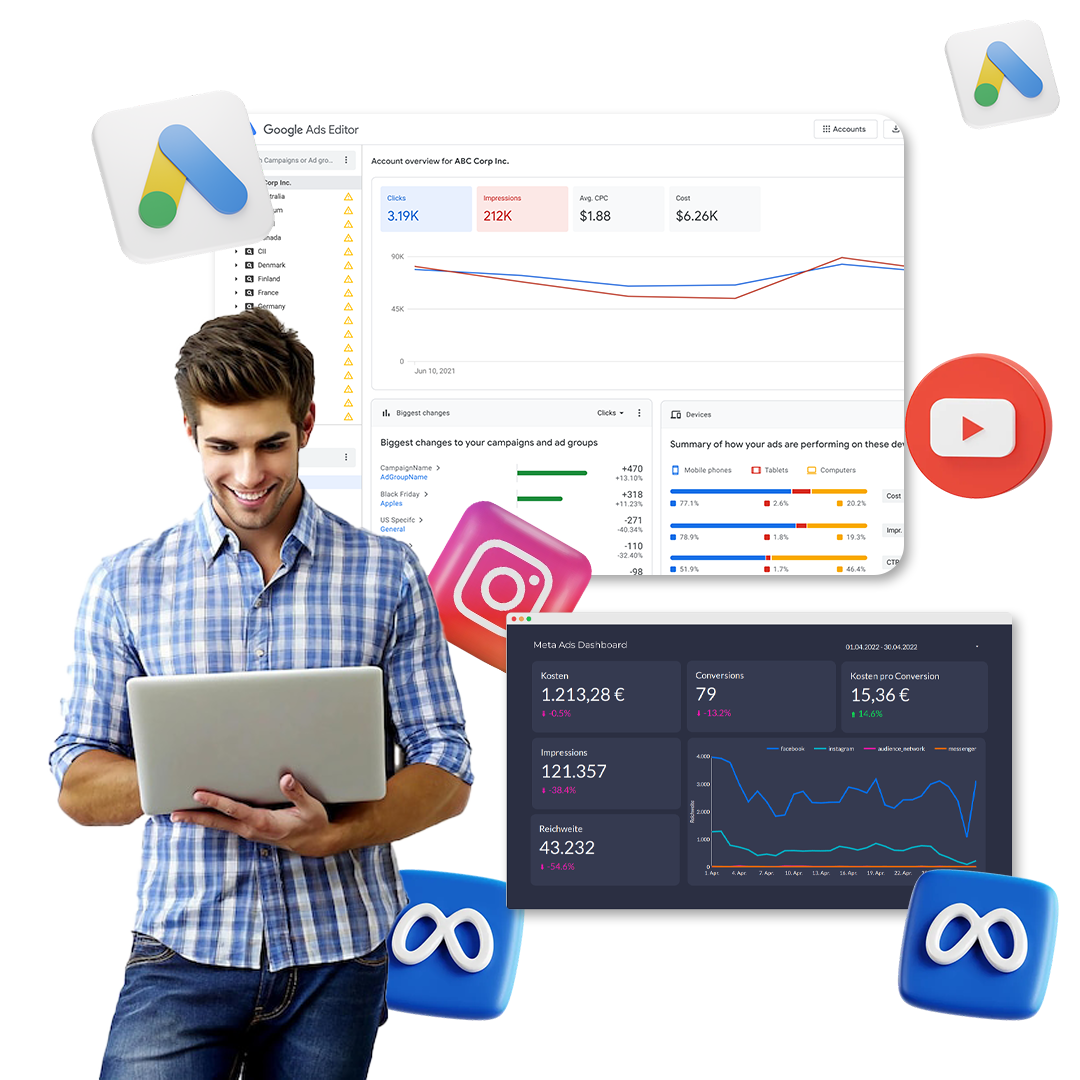 Google Ads Editor
Accounts
Campaigns or Ad gro...
Account overview for ABC Corp Inc.
Corp Inc.
CII
Denmark
Finland
France
Germany
Clicks
3.19K
Impressions
212K
Avg. CPC
$1.88
Cost
$6.26K
90K
45K
0
Jun 10, 2021
Biggest changes
Clicks
Biggest changes to your campaigns and ad groups
CampaignName
AdGroupName
+470
+13.10%
Black Friday
Apples
+318
+11.23%
US Specifc
General
-271
-40.34%
-110
-32.40%
-98
Devices
Summary of how your ads are performing on these
Mobile phones
Tablets
Computers
77.1%
2.6%
20.2%
Cost
78.9%
1.8%
19.3%
Impr.
51.9%
1.7%
46.4%
CTR
Meta Ads Dashboard
01.04.2022 - 30.04.2022
Kosten
1.213,28 €
-0.5%
Conversions
79
-13.2%
Kosten pro Conversion
15,36 €
14,6%
Impressions
121.357
-38.4%
Reichweite
43.232
-54.6%
facebook
instagram
audience_network
messenger
Reichweite
4.000
3.000
2.000
1.000
0
1. Apr.
4. Apr.
7. Apr.
10. Apr.
13. Apr.
16. Apr.
19. Apr.
22. Apr.